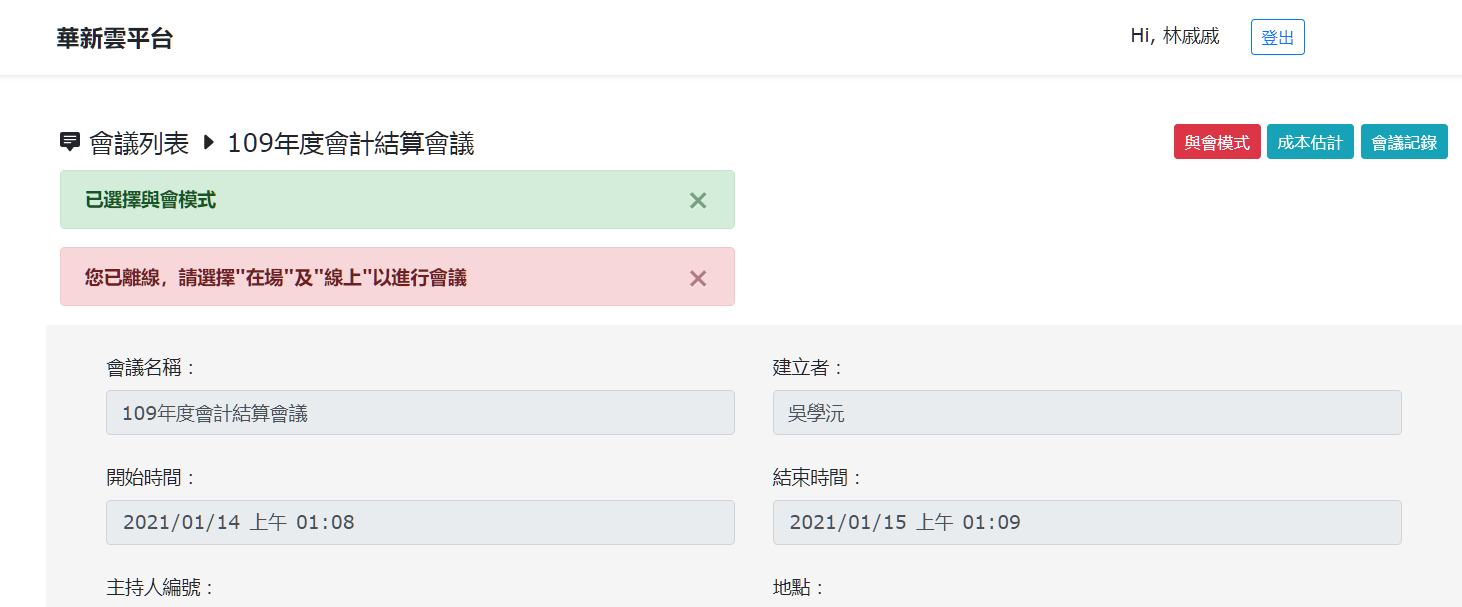 華新雲平台
Hi, 林戚戚
登出
會議列表 ▶ 109年度會計結算會議
與會模式 成本估計 會議記錄
已選擇與會模式 ×
您已離線，請選擇"在場"及"線上"以進行會議 ×
會議名稱：
109年度會計結算會議
建立者：
吳學沅
開始時間：
2021/01/14 上午 01:08
結束時間：
2021/01/15 上午 01:09
主持人編號：
地點：